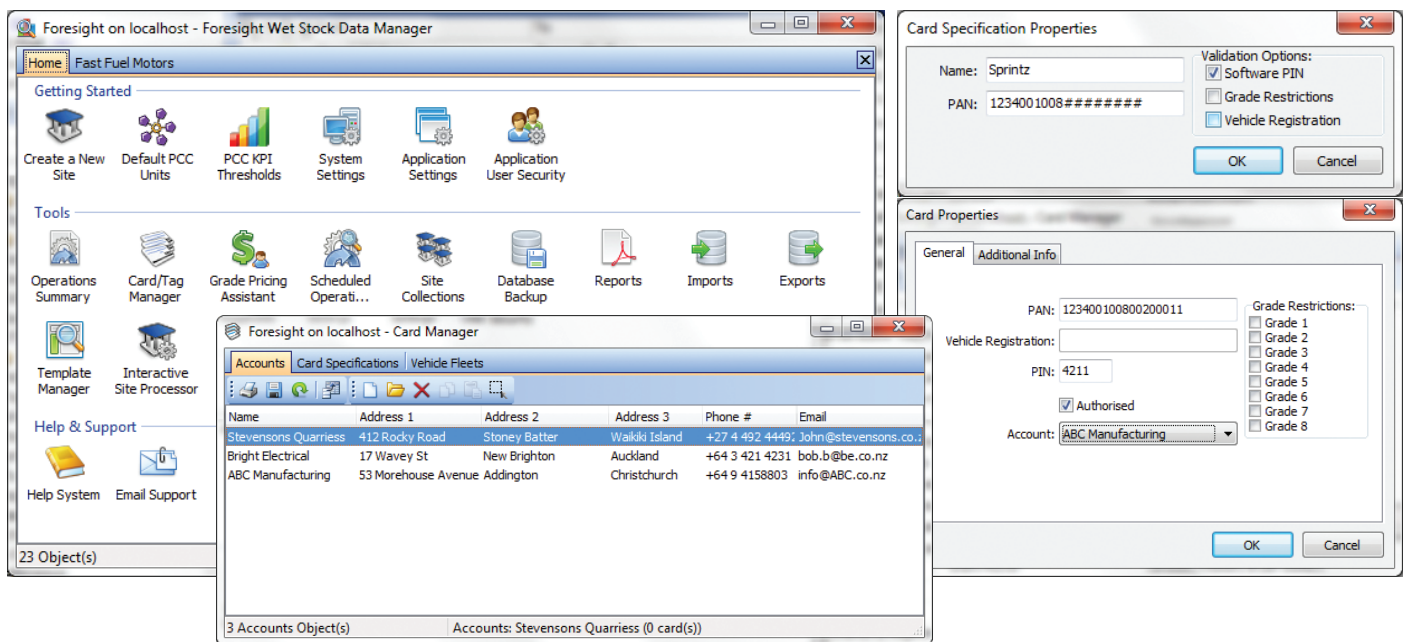 Foresight on localhost - Foresight Wet Stock Data Manager
Home Fast Fuel Motors
Getting Started
Create a New Site
Default PCC Units
PCC KPI Thresholds
System Settings
Application Settings
Application User Security
Tools
Operations Summary
Card/Tag Manager
Grade Pricing Assistant
Scheduled Operati...
Site Collections
Database Backup
Reports
Imports
Exports
Template Manager
Interactive Site Processor
Help & Support
Help System
Email Support
23 Object(s)
Foresight on localhost - Card Manager
Accounts Card Specifications Vehicle Fleets
Name Address 1 Address 2 Address 3 Phone # Email
Stevensons Quarriess 412 Rocky Road Stoney Batter Waikiki Island +27 4 492 4449 John@stevensons.co.
Bright Electrical 17 Wavey St New Brighton Auckland +64 3 421 4231 bob.b@be.co.nz
ABC Manufacturing 53 Morehouse Avenue Addington Christchurch +64 9 4158803 info@ABC.co.nz
3 Accounts Object(s) Accounts: Stevensons Quarriess (0 card(s))
Card Specification Properties
Name: Sprintz
PAN: 1234001008########
Validation Options:
Software PIN
Grade Restrictions
Vehicle Registration
OK Cancel
Card Properties
General Additional Info
PAN: 123400100800200011
Vehicle Registration:
PIN: 4211
Authorised
Account: ABC Manufacturing
Grade Restrictions:
Grade 1
Grade 2
Grade 3
Grade 4
Grade 5
Grade 6
Grade 7
Grade 8
OK Cancel